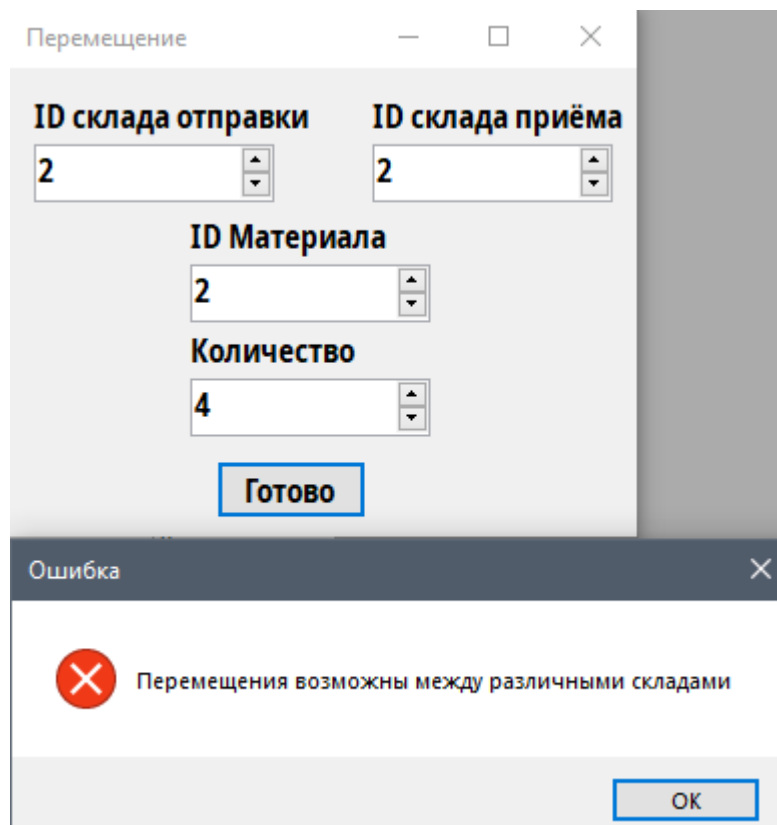 Перемещение
ID склада отправки ID склада приёма
2 2
ID Материала
2
Количество
4
Готово
Ошибка
Перемещения возможны между различными складами
ОК